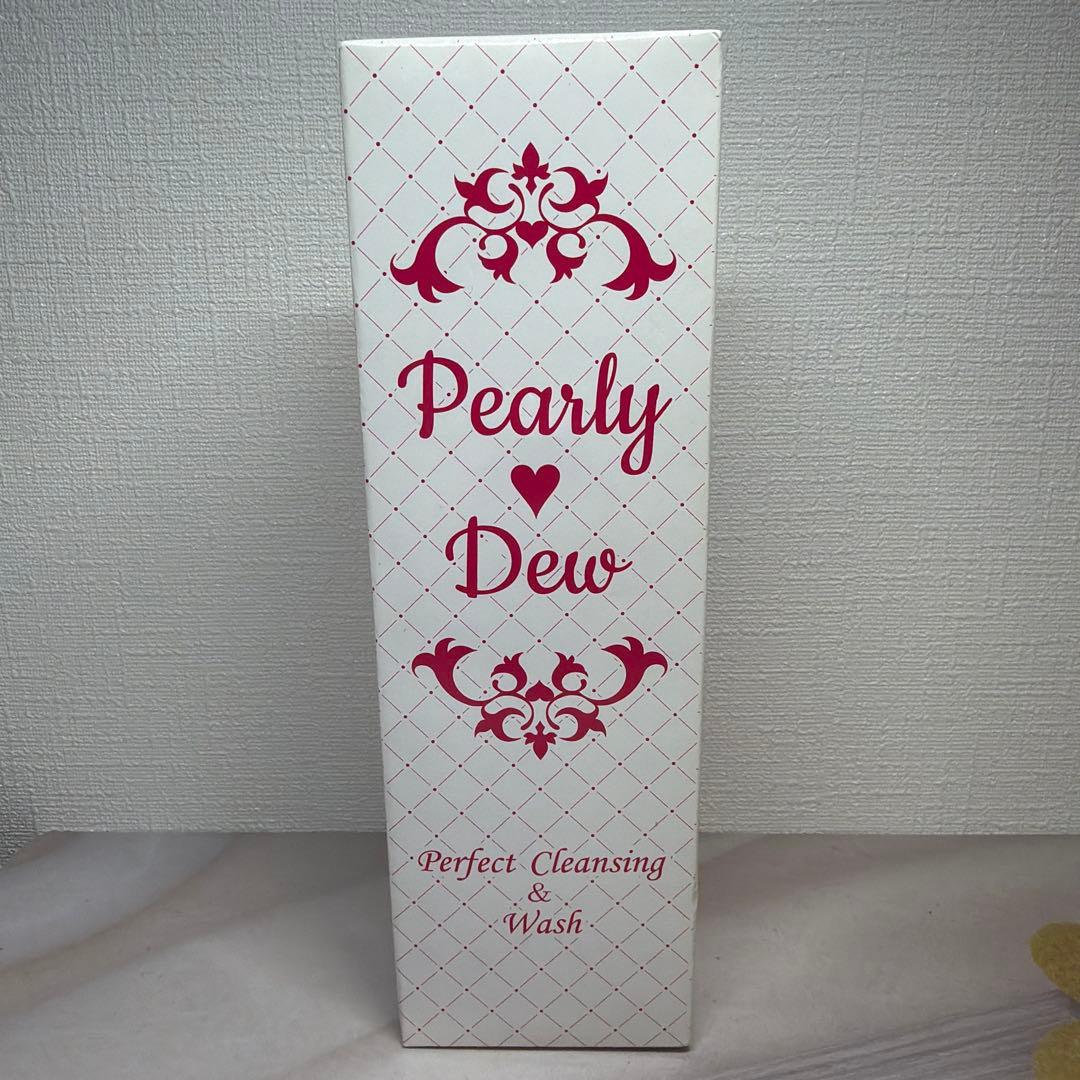 Pearly
♥
Dew
Perfect Cleansing
&
Wash